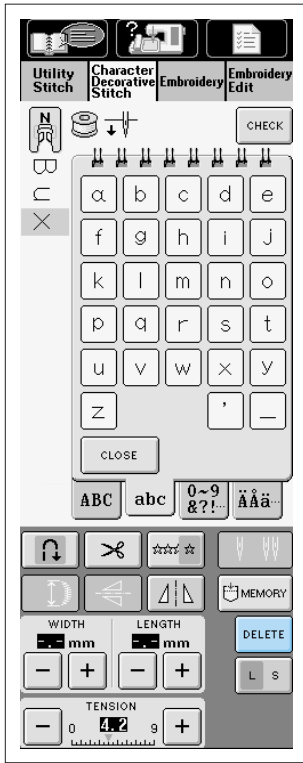 ?
Utility Stitch
Character Decorative Stitch
Embroidery
Embroidery Edit
N
CHECK
B
u
x
a b c d e
f g h i j
k l m n o
p q r s t
u v w x y
z ' _
CLOSE
ABC
abc
0~9 &?!...
ÄÅä...
MEMORY
WIDTH
-.- mm
LENGTH
-.- mm
DELETE
- +
- +
L S
TENSION
- 0 4.2 9 +